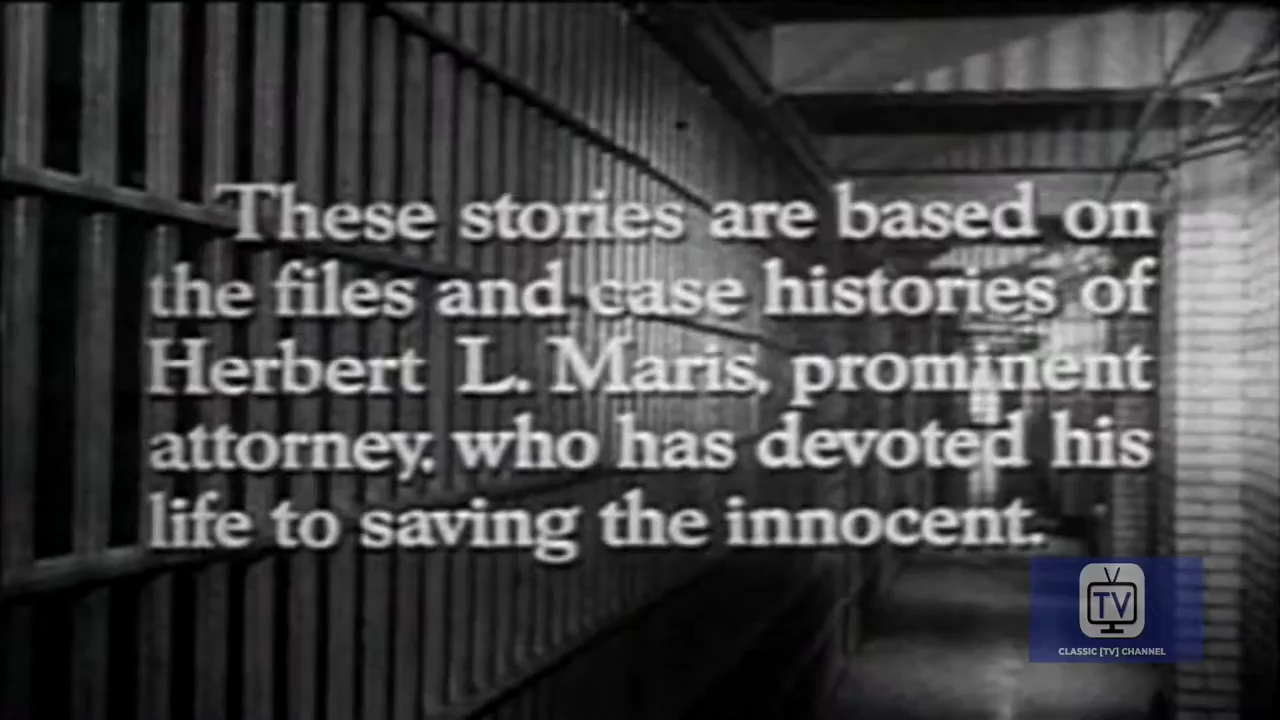 These stories are based on
the files and case histories of
Herbert L. Maris, prominent
attorney, who has devoted his
life to saving the innocent.
TV
CLASSIC [TV] CHANNEL